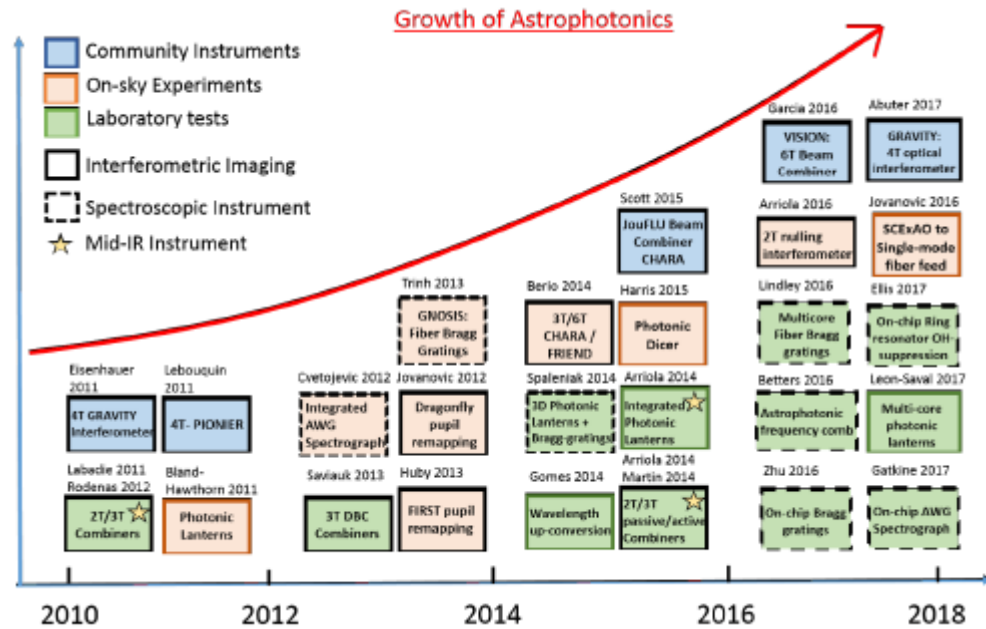 Growth of Astrophotonics
Community Instruments
On-sky Experiments
Laboratory tests
Interferometric Imaging
Spectroscopic Instrument
Mid-IR Instrument
Garcia 2016
VISION:
6T Beam
Combiner
Abuter 2017
GRAVITY:
4T optical
interferometer
Scott 2015
JouFLU Beam
Combiner
CHARA
Arriola 2016
2T nulling
interferometer
Jovanovic 2016
SCExAO to
Single-mode
fiber feed
Trinh 2013
GNOSIS:
Fiber Bragg
Gratings
Berio 2014
3T/6T
CHARA /
FRIEND
Harris 2015
Photonic
Dicer
Lindley 2016
Multicore
Fiber Bragg
gratings
Ellis 2017
On-chip Ring
resonator OH-
suppression
Eisenhauer
2011
4T GRAVITY
Interferometer
Lebouquin
2011
4T- PIONIER
Cvetojevic 2012
Integrated
AWG
Spectrograph
Jovanovic 2012
Dragonfly
pupil
remapping
Spaleniak 2014
3D Photonic
Lanterns +
Bragg-gratings
Arriola 2014
Integrated
Photonic
Lanterns
Betters 2016
Astrophotonic
frequency comb
Leon-Saval 2017
Multi-core
photonic
lanterns
Labadie 2011
Rodenas 2012
2T/3T
Combiners
Bland-
Hawthorn 2011
Photonic
Lanterns
Saviauk 2013
3T DBC
Combiners
Huby 2013
FIRST pupil
remapping
Gomes 2014
Wavelength
up-conversion
Arriola 2014
Martin 2014
2T/3T
passive/active
Combiners
Zhu 2016
On-chip Bragg
gratings
Gatkine 2017
On-chip AWG
Spectrograph
2010
2012
2014
2016
2018